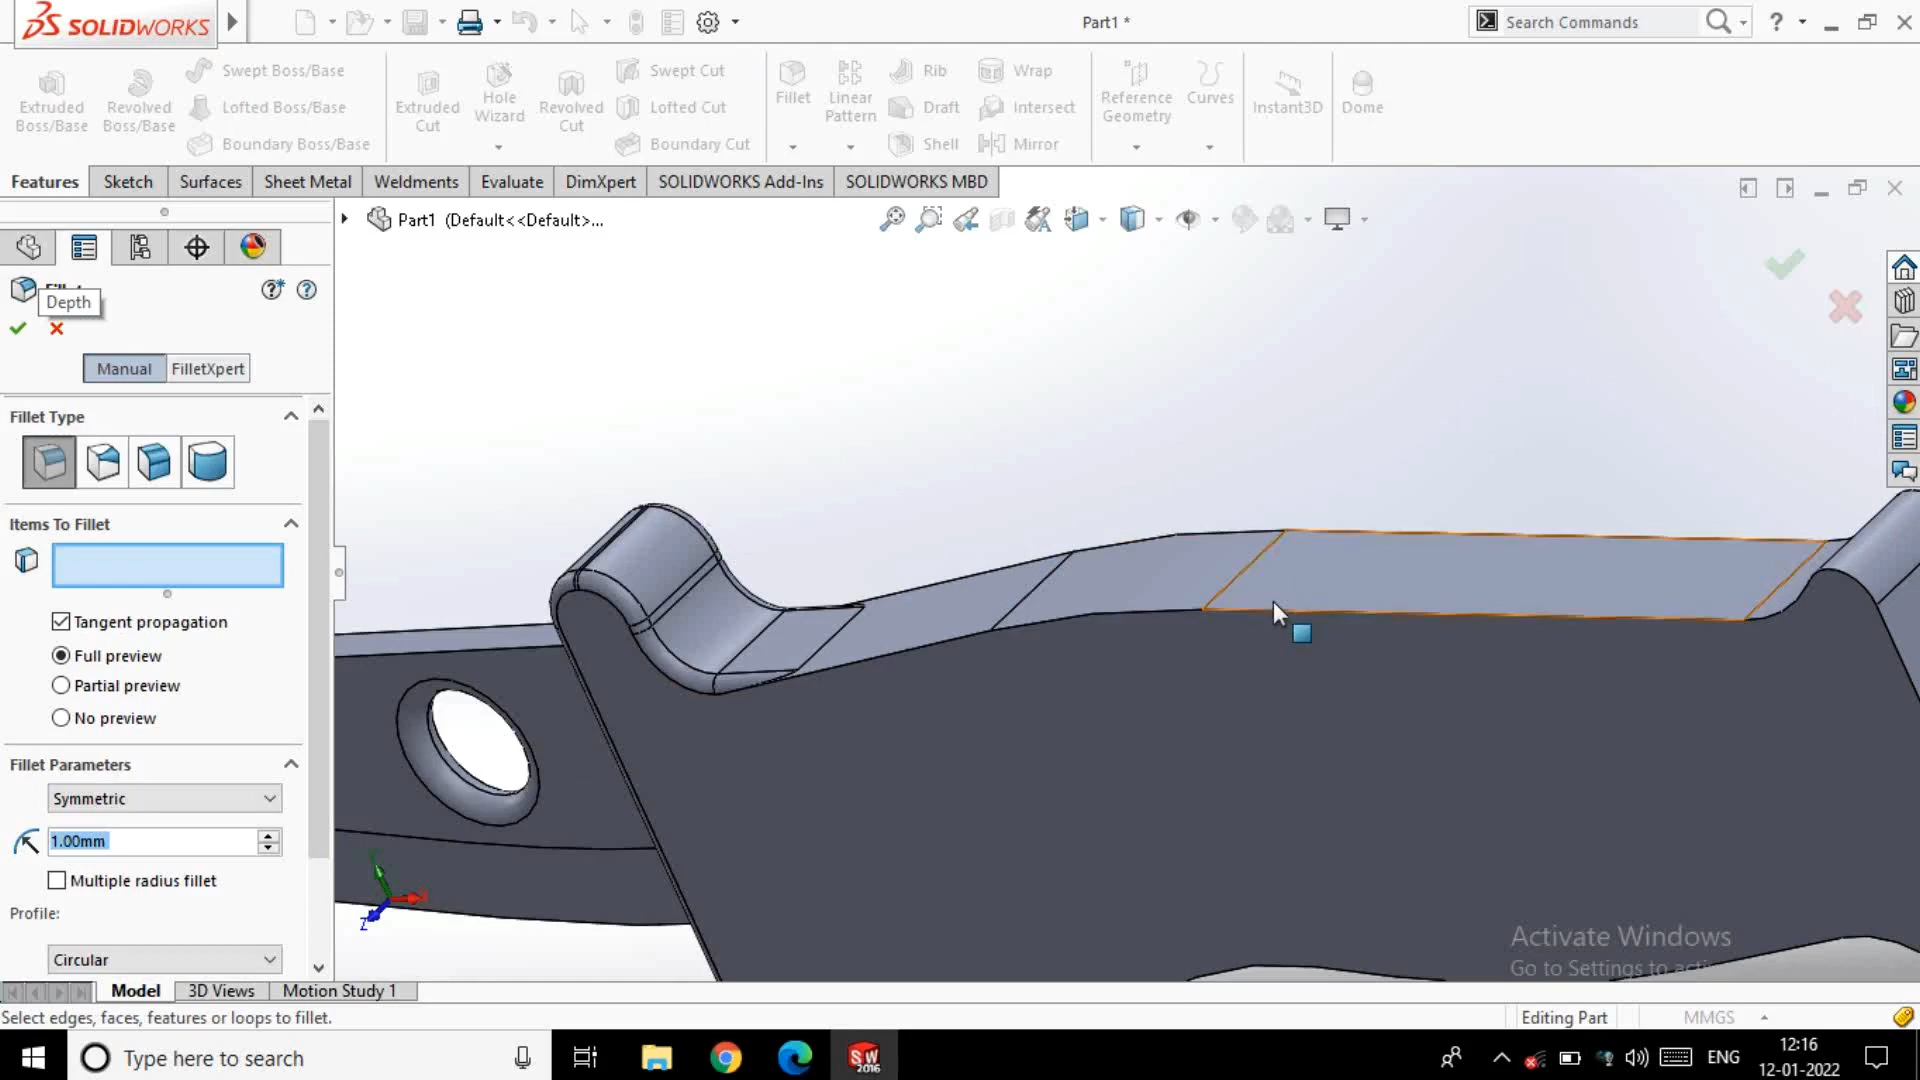 SOLIDWORKS
Part1 *
Search Commands
Extruded Boss/Base
Revolved Boss/Base
Swept Boss/Base
Lofted Boss/Base
Boundary Boss/Base
Extruded Cut
Hole Wizard
Revolved Cut
Swept Cut
Lofted Cut
Boundary Cut
Fillet
Linear Pattern
Rib
Draft
Shell
Wrap
Intersect
Mirror
Reference Geometry
Curves
Instant3D
Dome
Features
Sketch
Surfaces
Sheet Metal
Weldments
Evaluate
DimXpert
SOLIDWORKS Add-Ins
SOLIDWORKS MBD
Part1 (Default<<Default>...
Depth
Manual
FilletXpert
Fillet Type
Items To Fillet
Tangent propagation
Full preview
Partial preview
No preview
Fillet Parameters
Symmetric
1.00mm
Multiple radius fillet
Profile:
Circular
Z
Activate Windows
Go to Settings to
Model
3D Views
Motion Study 1
Select edges, faces, features or loops to fillet.
Editing Part
MMGS
Type here to search
SW
2016
ENG
12:16
12-01-2022